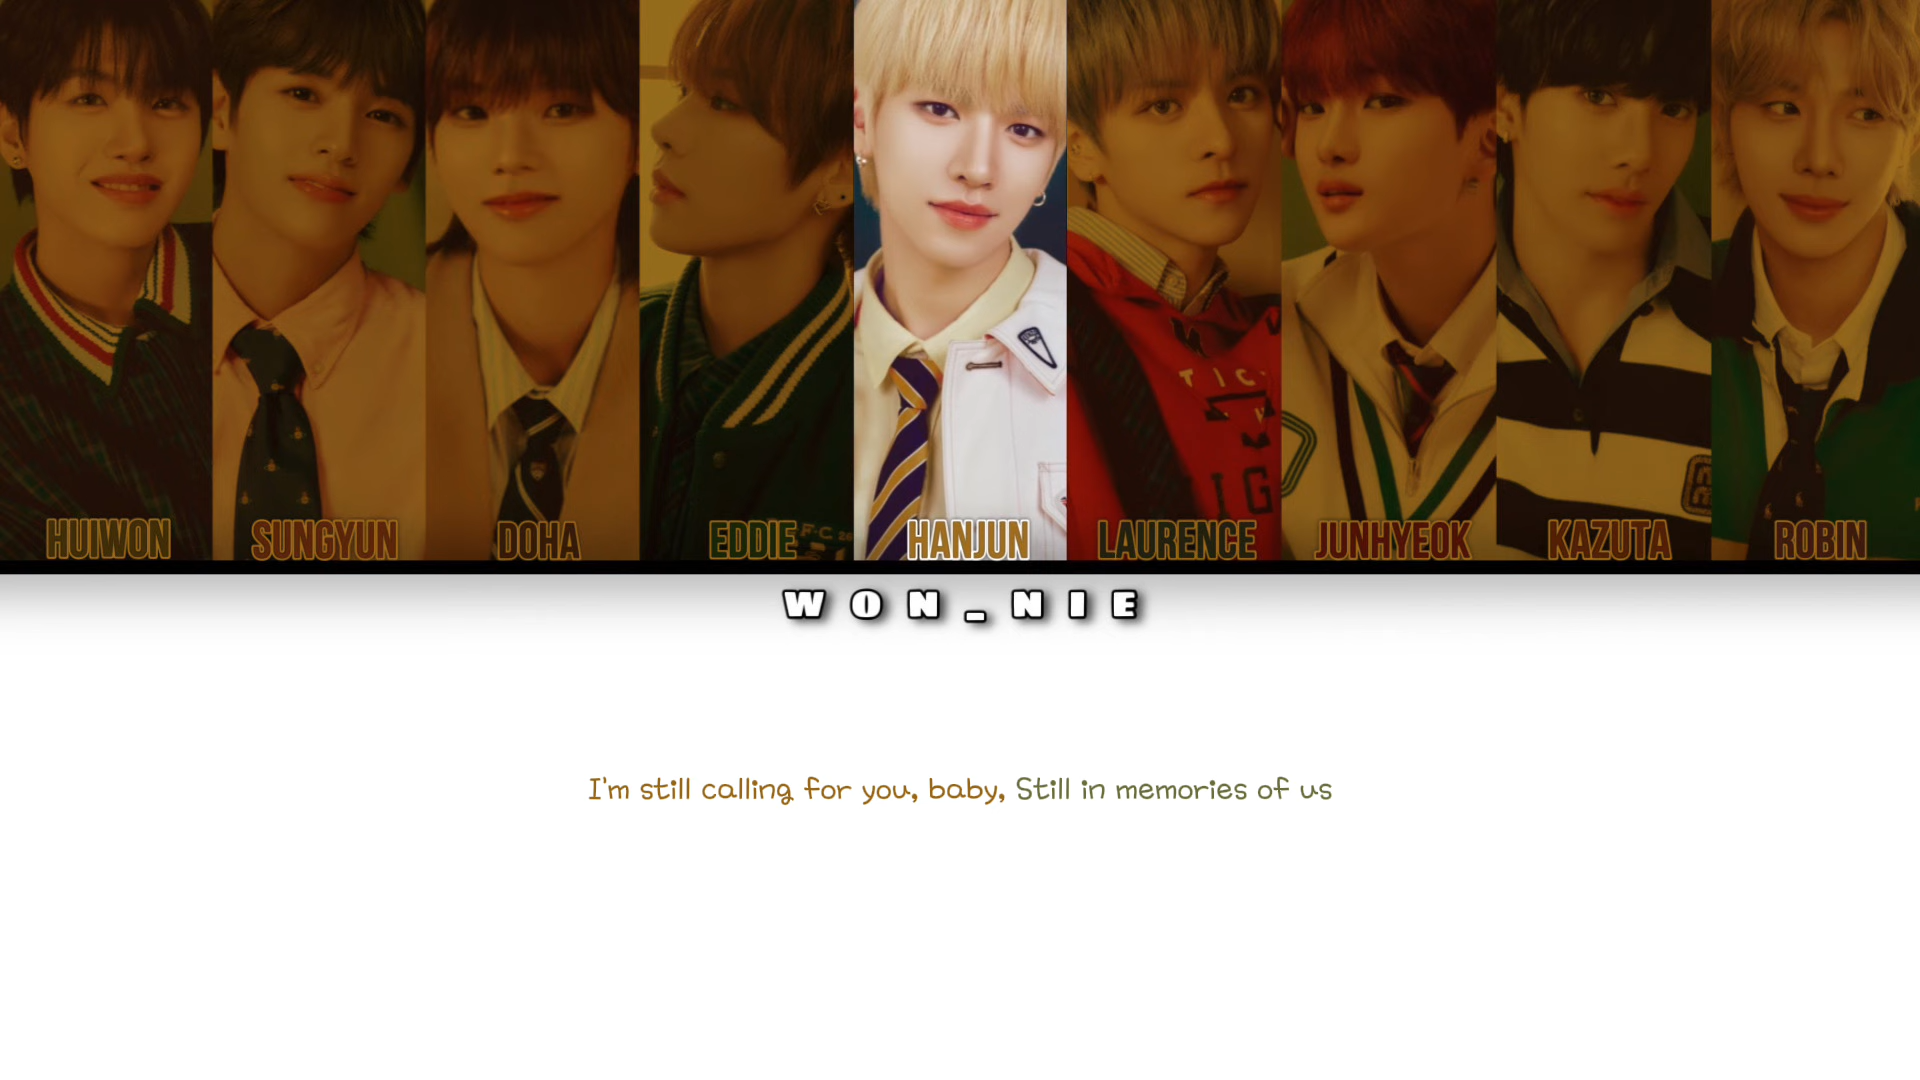 HUIWON SUNGYUN DOHA EDDIE HANJUN LAURENCE JUNHYEOK KAZUTA ROBIN
WON_NIE
I'm still calling for you, baby, Still in memories of us